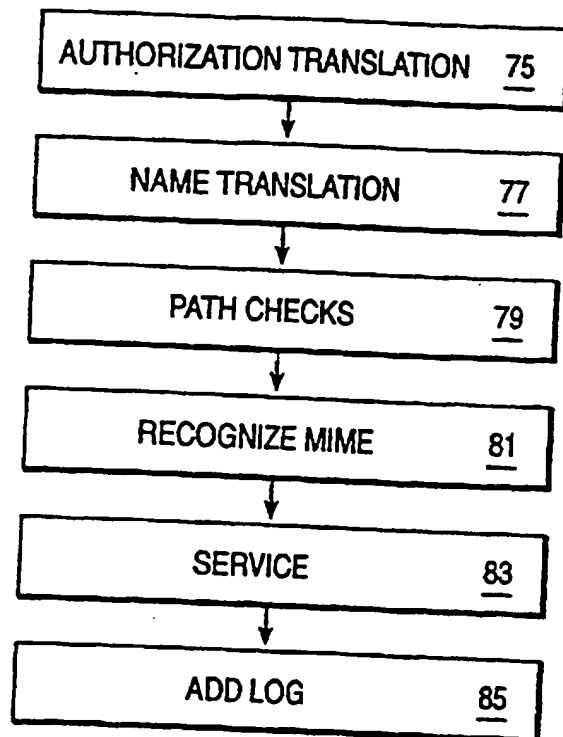 AUTHORIZATION TRANSLATION 75
NAME TRANSLATION 77
PATH CHECKS 79
RECOGNIZE MIME 81
SERVICE 83
ADD LOG 85